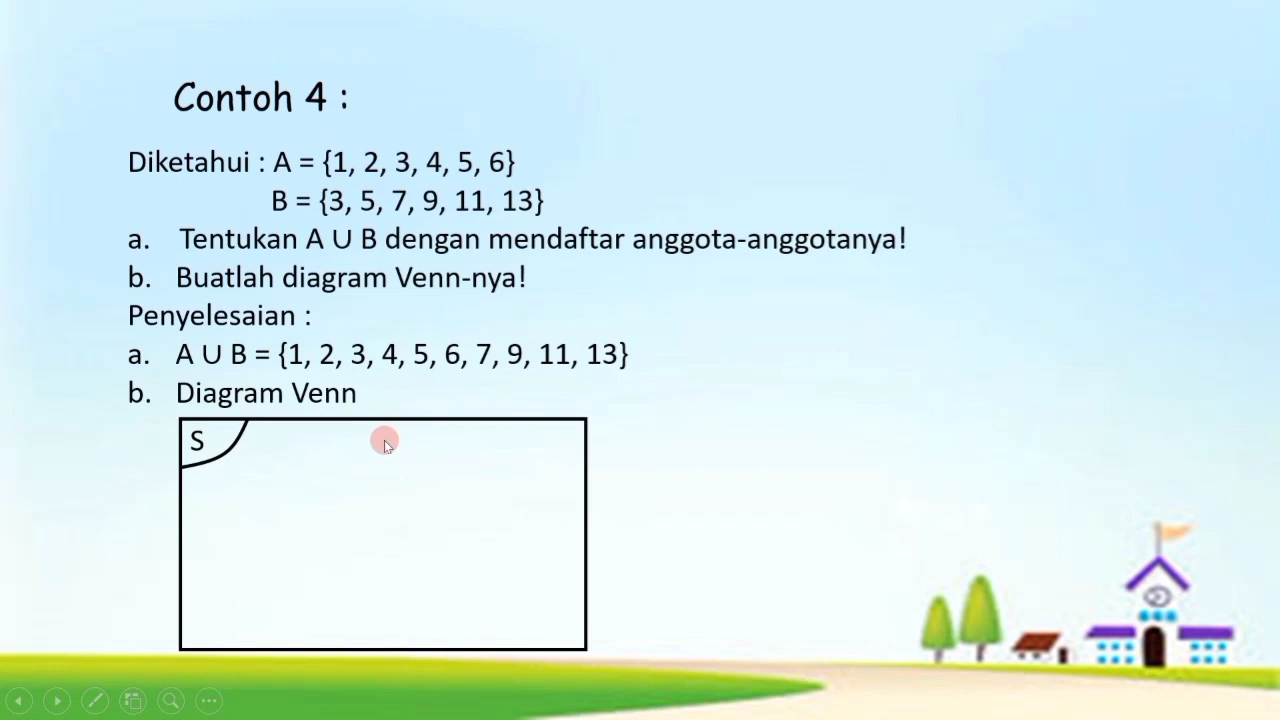 Contoh 4 :
Diketahui : A = {1, 2, 3, 4, 5, 6}
B = {3, 5, 7, 9, 11, 13}
a. Tentukan A ∪ B dengan mendaftar anggota-anggotanya!
b. Buatlah diagram Venn-nya!
Penyelesaian :
a. A ∪ B = {1, 2, 3, 4, 5, 6, 7, 9, 11, 13}
b. Diagram Venn
S